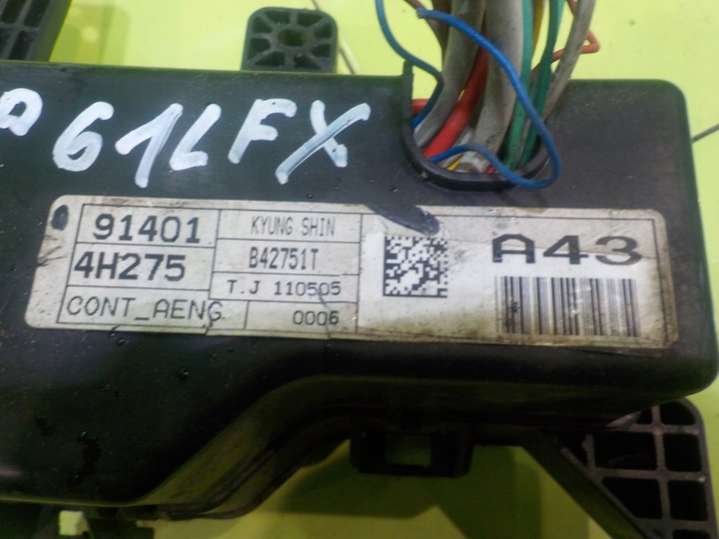 61LFX
91401
4H275
CONT_AENG
KYUNG SHIN
B42751T
T.J 110505
0006
A43